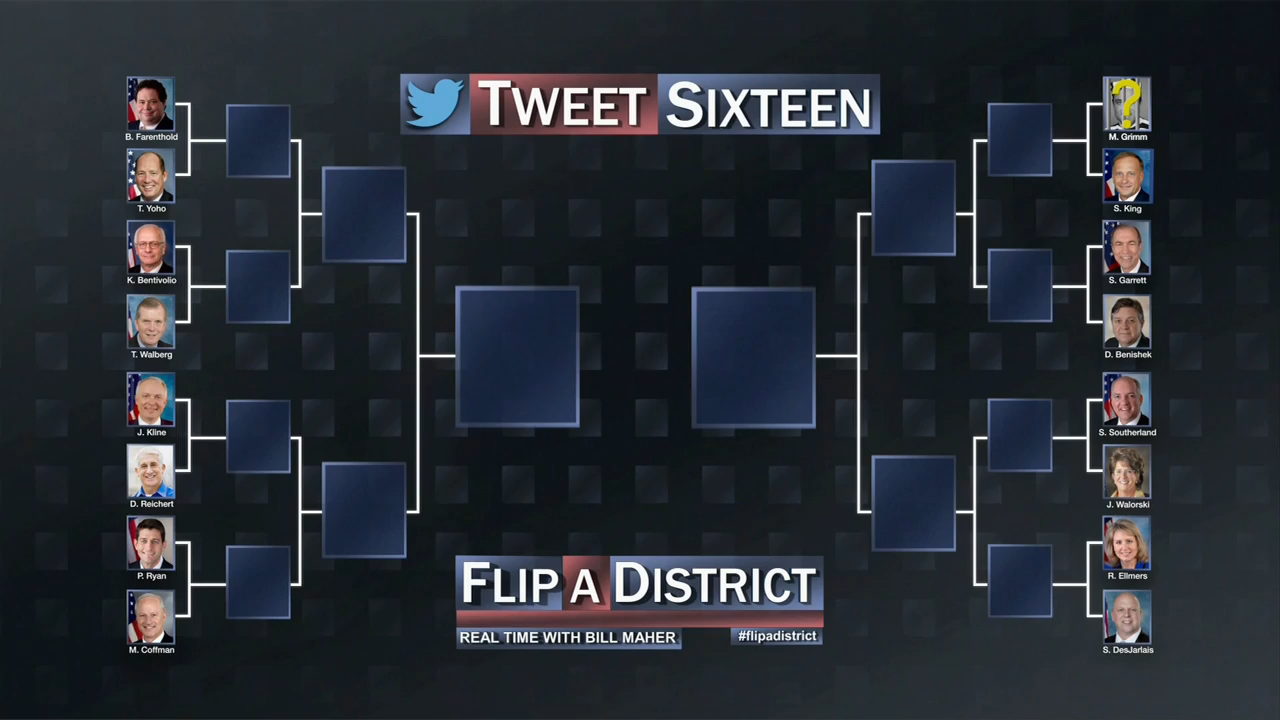 TWEET SIXTEEN
B. Farenthold
T. Yoho
K. Bentivolio
T. Walberg
J. Kline
D. Reichert
P. Ryan
M. Coffman
?
M. Grimm
S. King
S. Garrett
D. Benishek
S. Southerland
J. Walorski
R. Ellmers
S. DesJarlais
FLIP A DISTRICT
REAL TIME WITH BILL MAHER
#flipadistrict